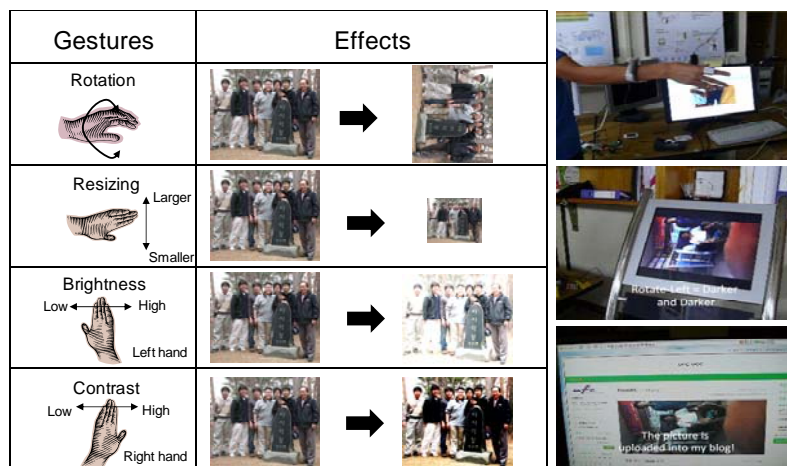 Gestures
Effects
Rotation
Resizing
Larger
Smaller
Brightness
Low
High
Left hand
Contrast
Low
High
Right hand
Rotate-Left = Darker
and Darker
The picture is
uploaded into my blog!